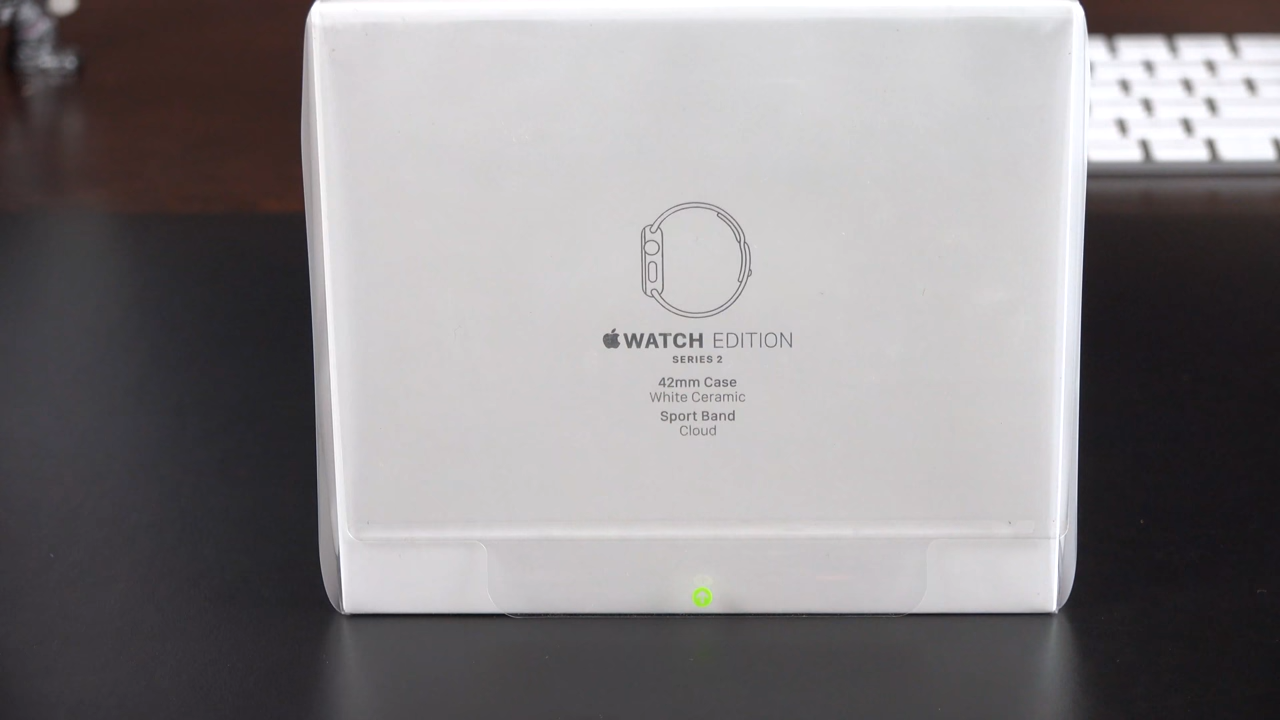 WATCH EDITION
SERIES 2
42mm Case
White Ceramic
Sport Band
Cloud